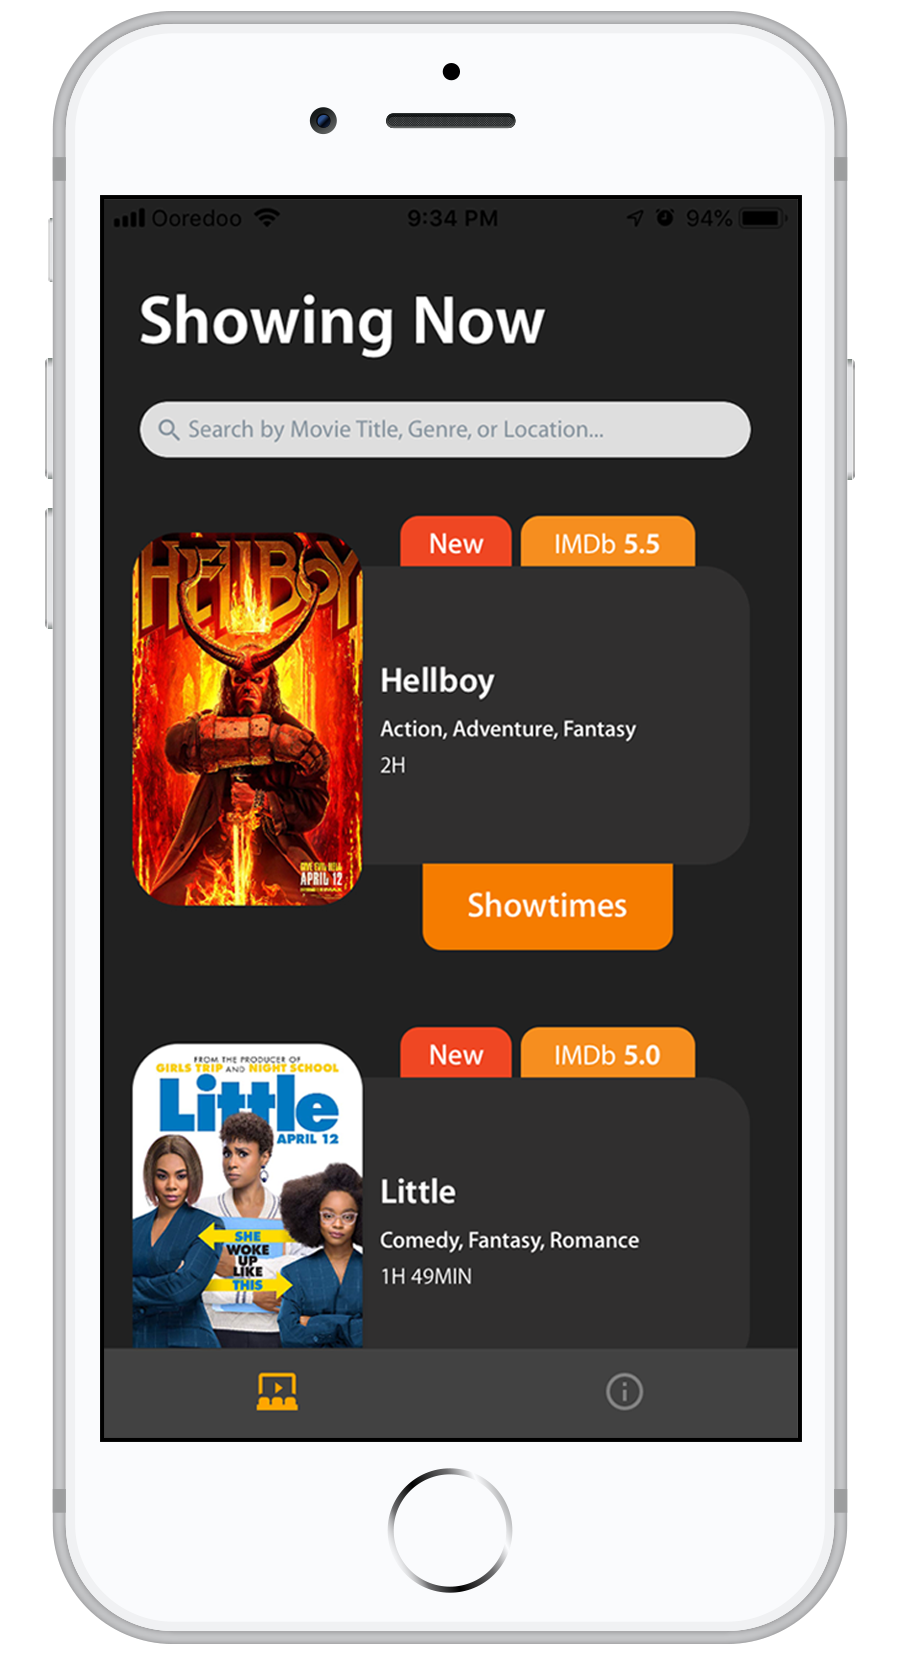 Ooredoo 9:34 PM 94%
Showing Now
Search by Movie Title, Genre, or Location...
New IMDb 5.5
HELLBOY
Hellboy
Action, Adventure, Fantasy
2H
GIVE EVIL HELL
APRIL 12
Showtimes
New IMDb 5.0
FROM THE PRODUCER OF
GIRLS TRIP AND NIGHT SCHOOL
Little
APRIL 12
Little
Comedy, Fantasy, Romance
1H 49MIN
SHE
WOKE
UP
LIKE
THIS